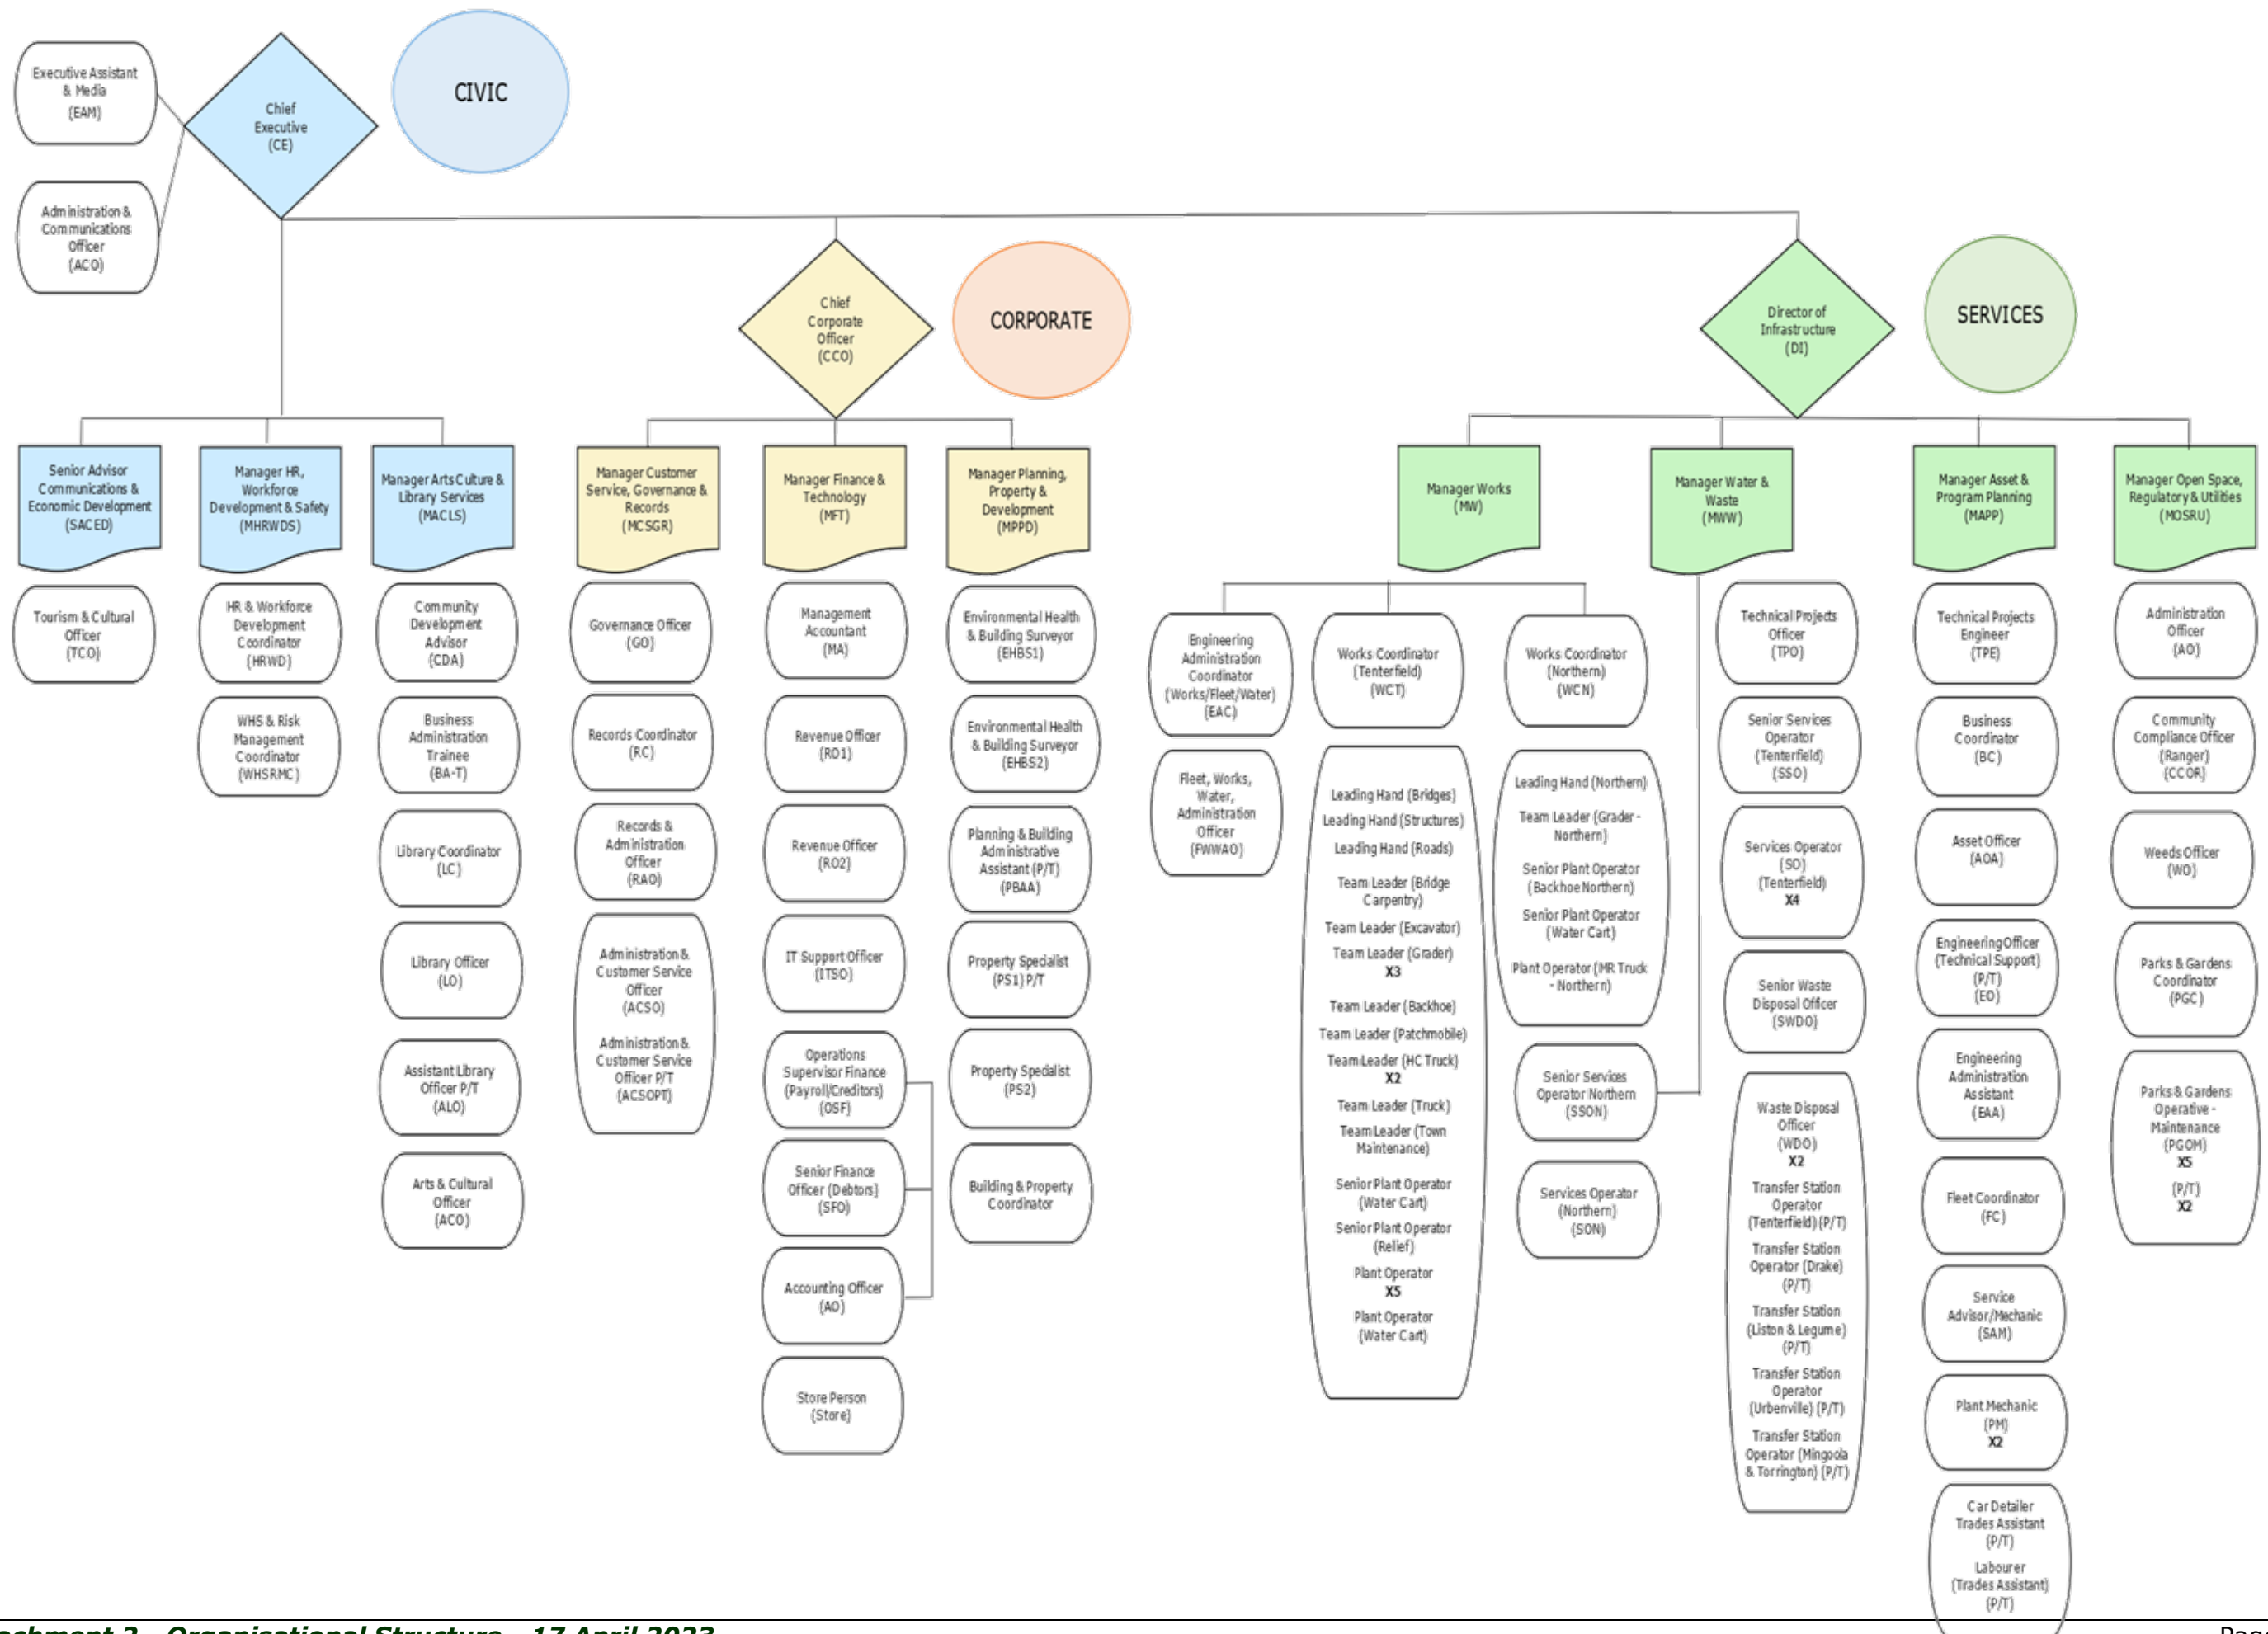 Executive Assistant
& Media
(EAM)
Chief
Executive
(CE)
CIVIC
Administration &
Communications
Officer
(ACO)
Chief
Corporate
Officer
(CCO)
CORPORATE
Director of
Infrastructure
(DI)
SERVICES
Senior Advisor
Communications &
Economic Development
(SACED)
Manager HR,
Workforce
Development & Safety
(MHRWDS)
Manager Arts Culture &
Library Services
(MACLS)
Manager Customer
Service, Governance &
Records
(MCSGR)
Manager Finance &
Technology
(MFT)
Manager Planning,
Property &
Development
(MPPD)
Manager Works
(MW)
Manager Water &
Waste
(MWW)
Manager Asset &
Program Planning
(MAPP)
Manager Open Space,
Regulatory & Utilities
(MOSRU)
Tourism & Cultural
Officer
(TCO)
HR & Workforce
Development
Coordinator
(HRWD)
WHS & Risk
Management
Coordinator
(WHSRMC)
Community
Development
Advisor
(CDA)
Business
Administration
Trainee
(BA-T)
Library Coordinator
(LC)
Library Officer
(LO)
Assistant Library
Officer P/T
(ALO)
Arts & Cultural
Officer
(ACO)
Governance Officer
(GO)
Records Coordinator
(RC)
Records &
Administration
Officer
(RAO)
Administration &
Customer Service
Officer
(ACSO)
Administration &
Customer Service
Officer P/T
(ACSOPT)
Management
Accountant
(MA)
Revenue Officer
(RO1)
Revenue Officer
(RO2)
IT Support Officer
(ITSO)
Operations
Supervisor Finance
(Payroll/Creditors)
(OSF)
Senior Finance
Officer (Debtors)
(SFO)
Accounting Officer
(AO)
Store Person
(Store)
Environmental Health
& Building Surveyor
(EHBS1)
Environmental Health
& Building Surveyor
(EHBS2)
Planning & Building
Administrative
Assistant (P/T)
(PBAA)
Property Specialist
(PS1) P/T
Property Specialist
(PS2)
Building & Property
Coordinator
Engineering
Administration
Coordinator
(Works/Fleet/Water)
(EAC)
Fleet, Works,
Water,
Administration
Officer
(FWWAO)
Works Coordinator
(Tenterfield)
(WCT)
Leading Hand (Bridges)
Leading Hand (Structures)
Leading Hand (Roads)
Team Leader (Bridge
Carpentry)
Team Leader (Excavator)
Team Leader (Grader)
X3
Team Leader (Backhoe)
Team Leader (Patchmobile)
Team Leader (HC Truck)
X2
Team Leader (Truck)
Team Leader (Town
Maintenance)
Senior Plant Operator
(Water Cart)
Senior Plant Operator
(Relief)
Plant Operator
X5
Plant Operator
(Water Cart)
Works Coordinator
(Northern)
(WCN)
Leading Hand (Northern)
Team Leader (Grader -
Northern)
Senior Plant Operator
(Backhoe Northern)
Senior Plant Operator
(Water Cart)
Plant Operator (MR Truck
- Northern)
Senior Services
Operator Northern
(SSON)
Services Operator
(Northern)
(SON)
Technical Projects
Officer
(TPO)
Senior Services
Operator
(Tenterfield)
(SSO)
Services Operator
(SO)
(Tenterfield)
X4
Senior Waste
Disposal Officer
(SWDO)
Waste Disposal
Officer
(WDO)
X2
Transfer Station
Operator
(Tenterfield) (P/T)
Transfer Station
Operator (Drake)
(P/T)
Transfer Station
(Liston & Legume)
(P/T)
Transfer Station
Operator
(Urbenville) (P/T)
Transfer Station
Operator (Mingoola
& Torrington) (P/T)
Technical Projects
Engineer
(TPE)
Business
Coordinator
(BC)
Asset Officer
(AOA)
Engineering Officer
(Technical Support)
(P/T)
(EO)
Engineering
Administration
Assistant
(EAA)
Fleet Coordinator
(FC)
Service
Advisor/Mechanic
(SAM)
Plant Mechanic
(PM)
X2
Car Detailer
Trades Assistant
(P/T)
Labourer
(Trades Assistant)
(P/T)
Administration
Officer
(AO)
Community
Compliance Officer
(Ranger)
(CCOR)
Weeds Officer
(WO)
Parks & Gardens
Coordinator
(PGC)
Parks & Gardens
Operative -
Maintenance
(PGOM)
X5
(P/T)
X2
Organisational Structure - 17 April 2023